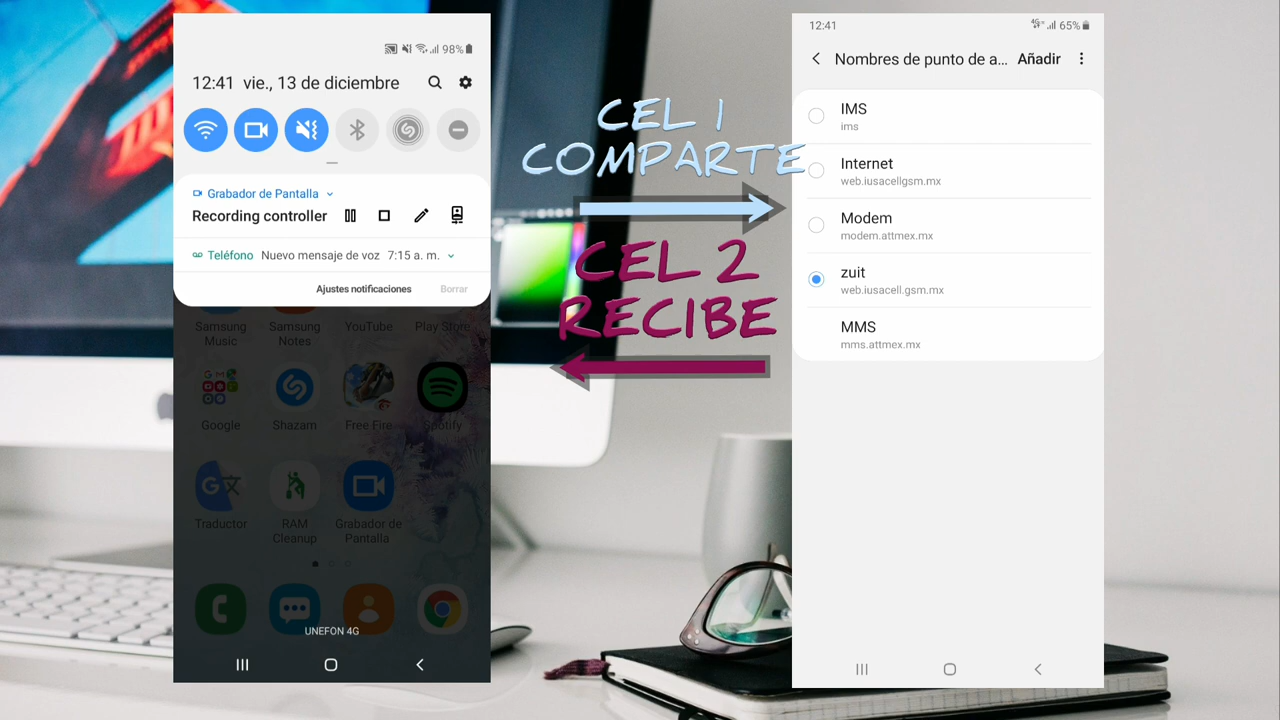 98%
12:41 vie., 13 de diciembre
Grabador de Pantalla
Recording controller
Teléfono Nuevo mensaje de voz 7:15 a. m.
Ajustes notificaciones Borrar
Samsung Music
Samsung Notes
YouTube
Play Store
Google
Shazam
Free Fire
Spotify
Traductor
RAM Cleanup
Grabador de Pantalla
UNEFON 4G
CEL 1
COMPARTE
CEL 2
RECIBE
12:41 4G 65%
Nombres de punto de a... Añadir
IMS
ims
Internet
web.iusacellgsm.mx
Modem
modem.attmex.mx
zuit
web.iusacell.gsm.mx
MMS
mms.attmex.mx